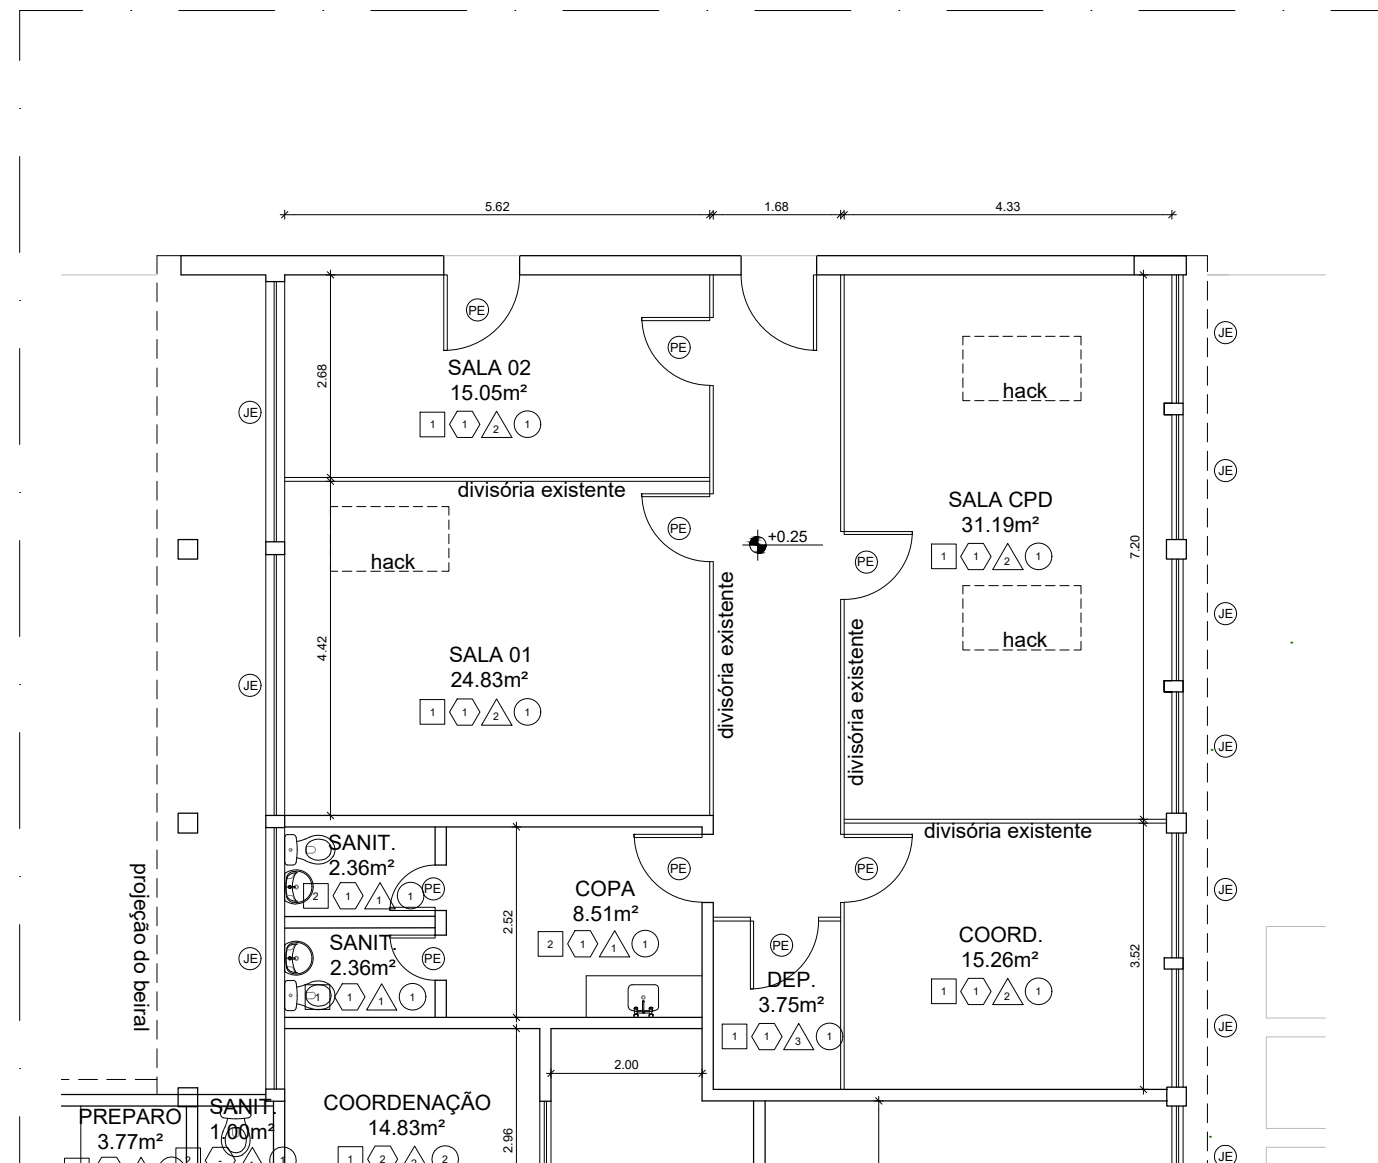 5.62
1.68
4.33
PE
JE
PE
2.68
SALA 02
15.05m²
1 1 2 1
JE
hack
JE
divisória existente
PE
SALA CPD
31.19m²
1 1 2 1
+0.25
PE
7.20
hack
divisória existente
hack
JE
4.42
SALA 01
24.83m²
1 1 2 1
JE
divisória existente
hack
JE
divisória existente
SANIT.
2.36m²
2 1 1 1
PE
PE
PE
JE
COPA
8.51m²
2 1 1 1
2.52
projeção do beiral
SANIT.
2.36m²
1 1 1 1
PE
JE
PE
DEP.
3.75m²
1 1 3 1
COORD.
15.26m²
1 1 2 1
3.52
JE
2.00
PREPARO
3.77m²
SANIT.
1.00m²
COORDENAÇÃO
14.83m²
1 2 2 2
2.96
JE